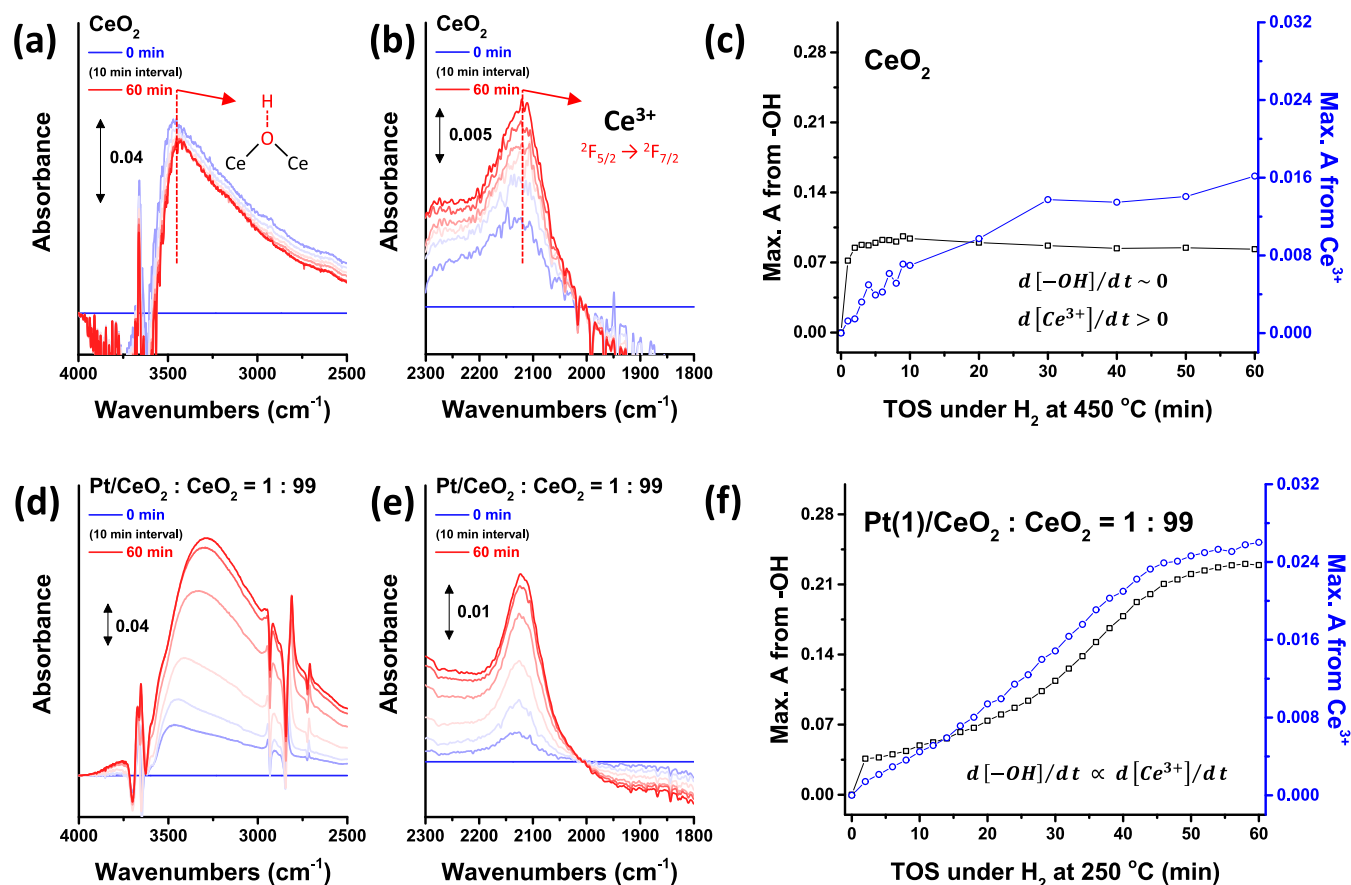 (a)
CeO₂
0 min
(10 min interval)
60 min
H
O
Ce Ce
0.04
Absorbance
4000 3500 3000 2500
Wavenumbers (cm⁻¹)
(b)
CeO₂
0 min
(10 min interval)
60 min
0.005
Ce³⁺
²F₅/₂ → ²F₇/₂
Absorbance
2300 2200 2100 2000 1900 1800
Wavenumbers (cm⁻¹)
(c)
CeO₂
Max. A from -OH
0.28
0.21
0.14
0.07
0.00
d[−OH]/dt ~ 0
d[Ce³⁺]/dt > 0
0.032
0.024
0.016
0.008
0.000
Max. A from Ce³⁺
0 10 20 30 40 50 60
TOS under H₂ at 450 °C (min)
(d)
Pt/CeO₂ : CeO₂ = 1 : 99
0 min
(10 min interval)
60 min
0.04
Absorbance
4000 3500 3000 2500
Wavenumbers (cm⁻¹)
(e)
Pt/CeO₂ : CeO₂ = 1 : 99
0 min
(10 min interval)
60 min
0.01
Absorbance
2300 2200 2100 2000 1900 1800
Wavenumbers (cm⁻¹)
(f)
Pt(1)/CeO₂ : CeO₂ = 1 : 99
Max. A from -OH
0.28
0.21
0.14
0.07
0.00
d[−OH]/dt ∝ d[Ce³⁺]/dt
0.032
0.024
0.016
0.008
0.000
Max. A from Ce³⁺
0 10 20 30 40 50 60
TOS under H₂ at 250 °C (min)